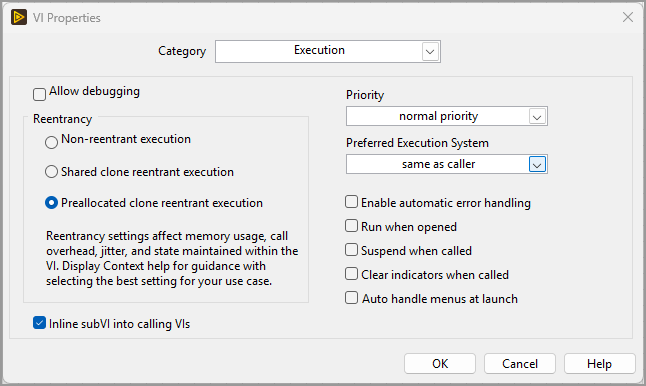 VI Properties
Category
Execution
Allow debugging
Reentrancy
Non-reentrant execution
Shared clone reentrant execution
Preallocated clone reentrant execution
Reentrancy settings affect memory usage, call
overhead, jitter, and state maintained within the
VI. Display Context help for guidance with
selecting the best setting for your use case.
Inline subVI into calling VIs
Priority
normal priority
Preferred Execution System
same as caller
Enable automatic error handling
Run when opened
Suspend when called
Clear indicators when called
Auto handle menus at launch
OK
Cancel
Help